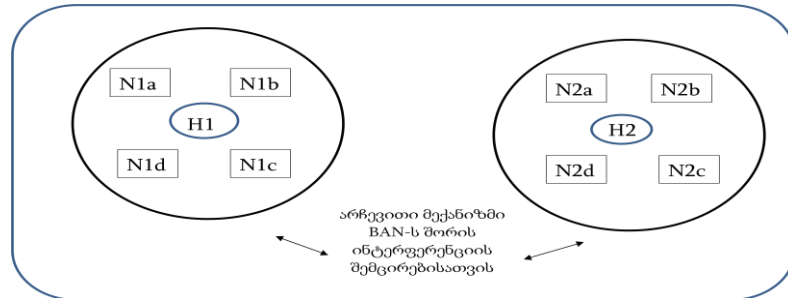 N1a
N1b
H1
N1d
N1c
N2a
N2b
H2
N2d
N2c
არჩევითი მექანიზმი
BAN-ს შორის
ინტერფერენციის
შემცირებისათვის